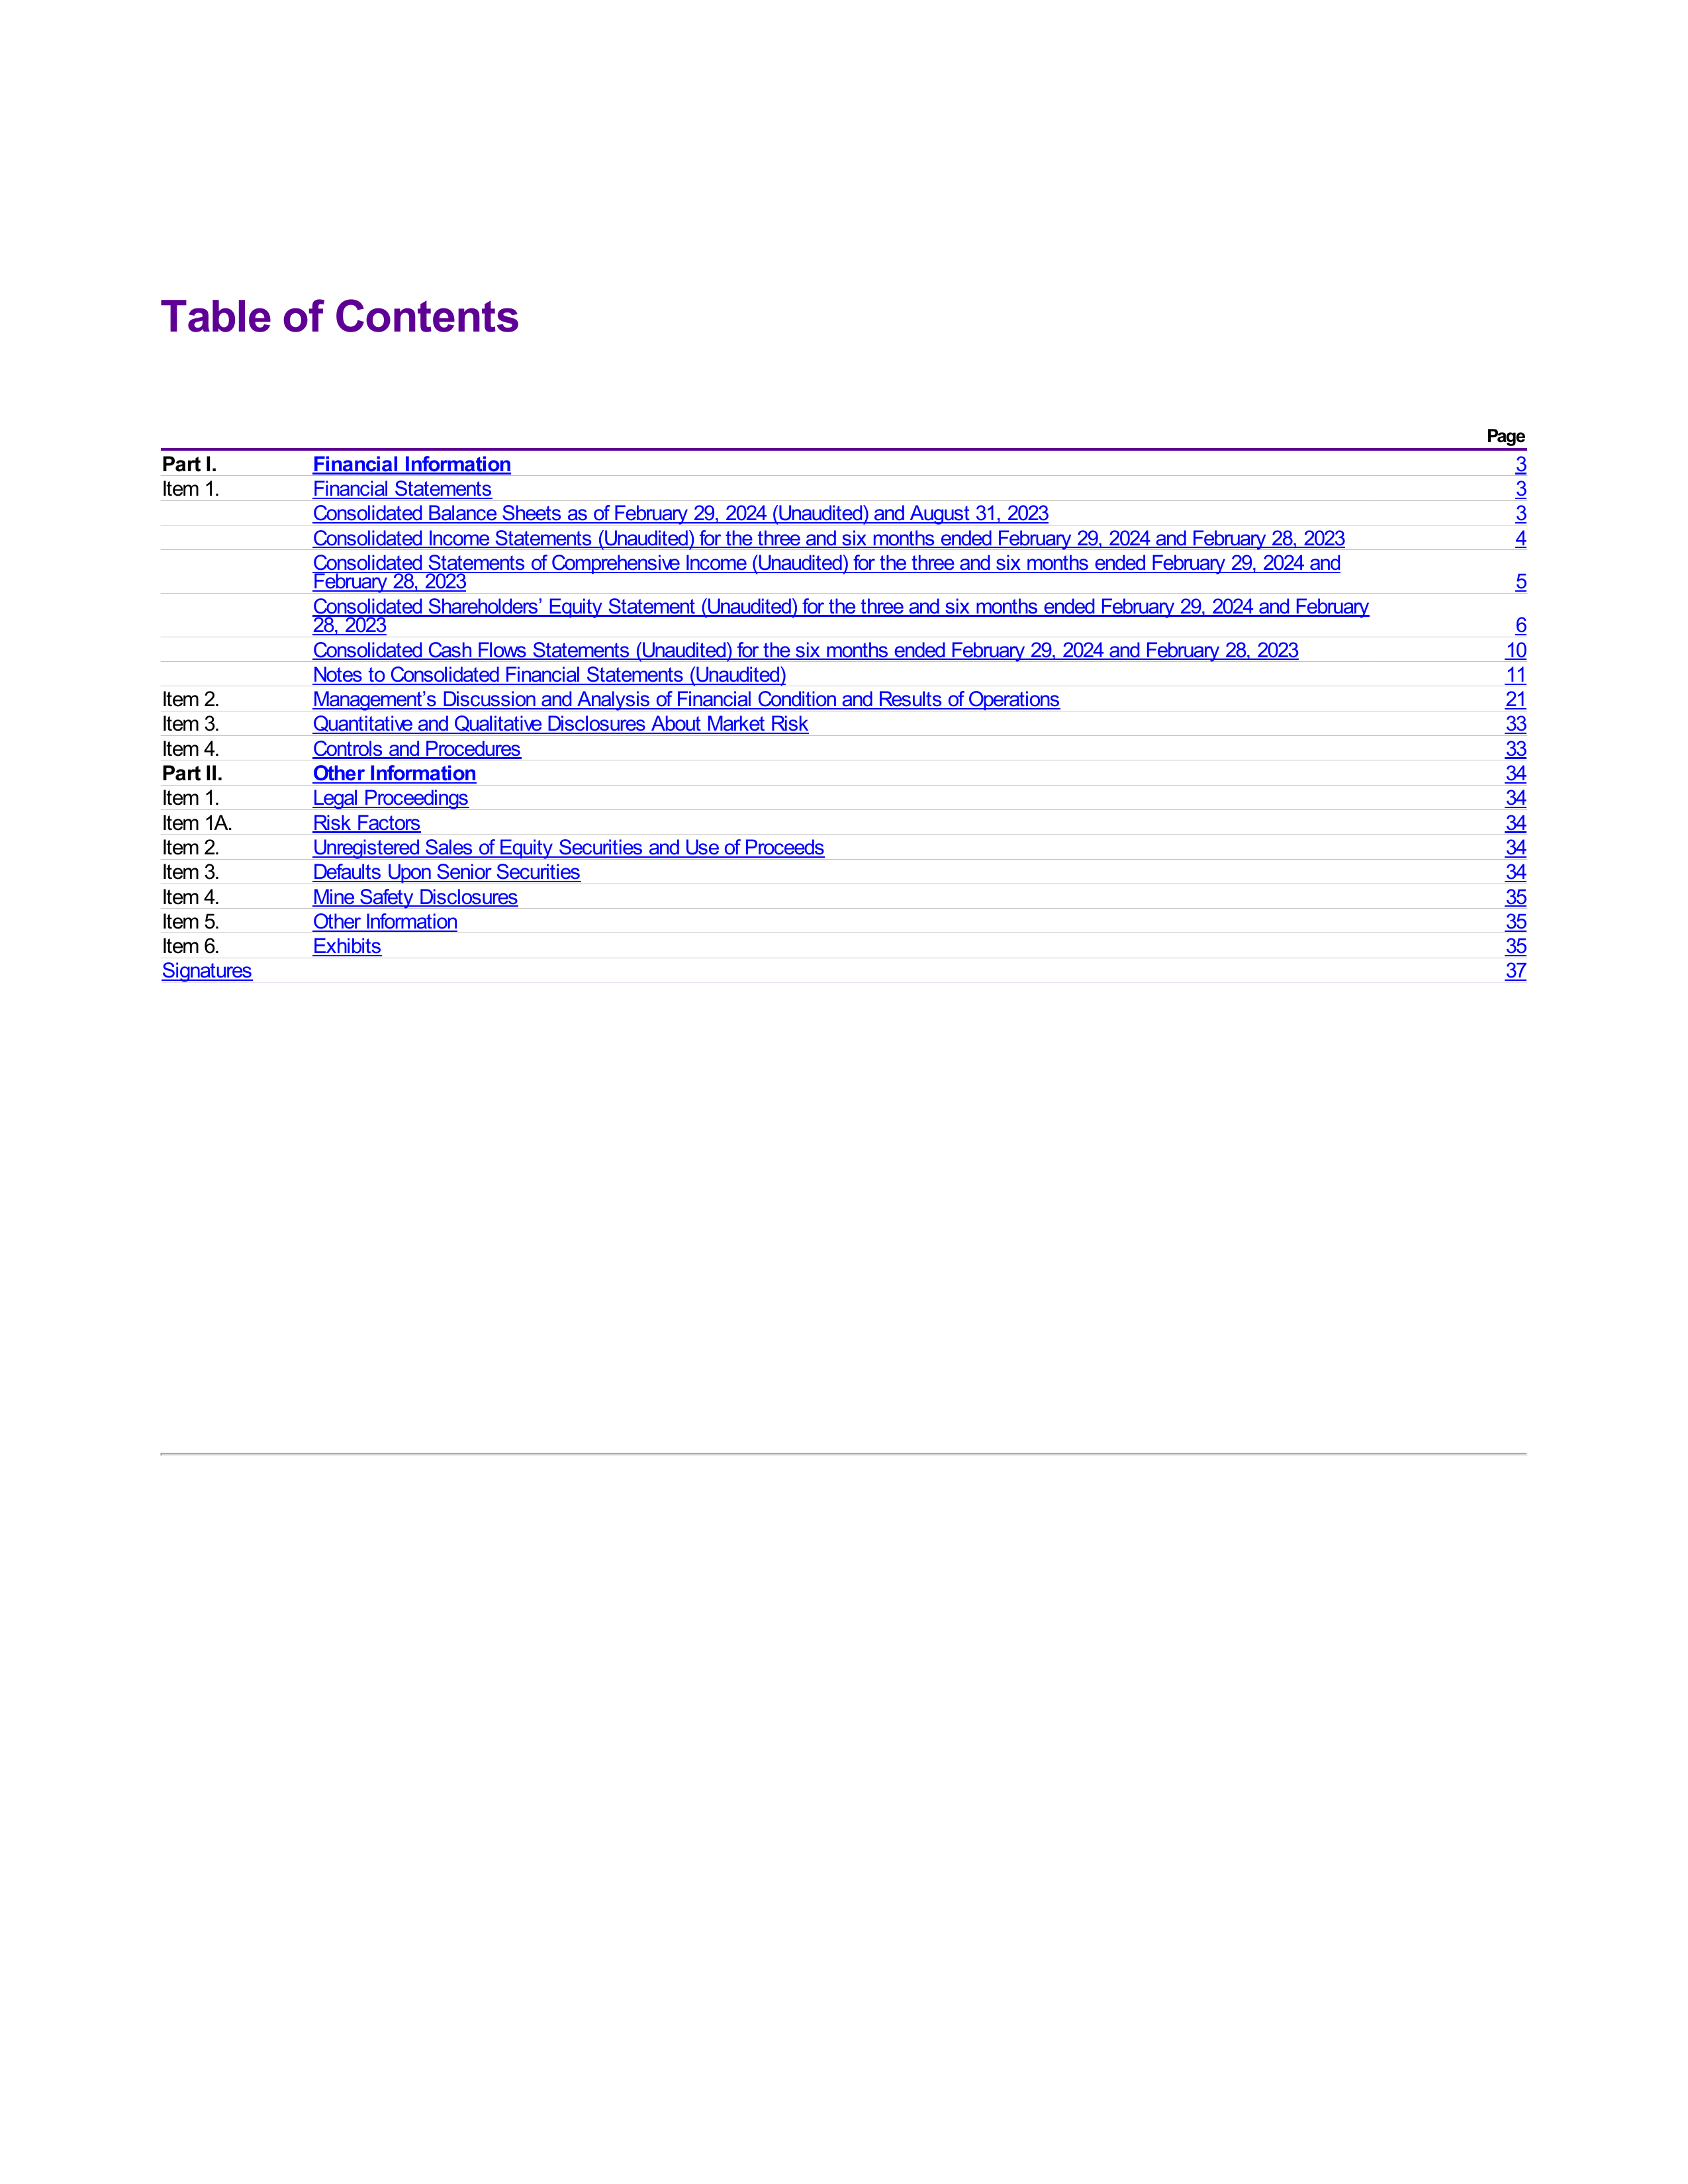 Table of Contents
Page
Part I. Financial Information 3
Item 1. Financial Statements 3
Consolidated Balance Sheets as of February 29, 2024 (Unaudited) and August 31, 2023 3
Consolidated Income Statements (Unaudited) for the three and six months ended February 29, 2024 and February 28, 2023 4
Consolidated Statements of Comprehensive Income (Unaudited) for the three and six months ended February 29, 2024 and
February 28, 2023 5
Consolidated Shareholders’ Equity Statement (Unaudited) for the three and six months ended February 29, 2024 and February
28, 2023 6
Consolidated Cash Flows Statements (Unaudited) for the six months ended February 29, 2024 and February 28, 2023 10
Notes to Consolidated Financial Statements (Unaudited) 11
Item 2. Management’s Discussion and Analysis of Financial Condition and Results of Operations 21
Item 3. Quantitative and Qualitative Disclosures About Market Risk 33
Item 4. Controls and Procedures 33
Part II. Other Information 34
Item 1. Legal Proceedings 34
Item 1A. Risk Factors 34
Item 2. Unregistered Sales of Equity Securities and Use of Proceeds 34
Item 3. Defaults Upon Senior Securities 34
Item 4. Mine Safety Disclosures 35
Item 5. Other Information 35
Item 6. Exhibits 35
Signatures 37